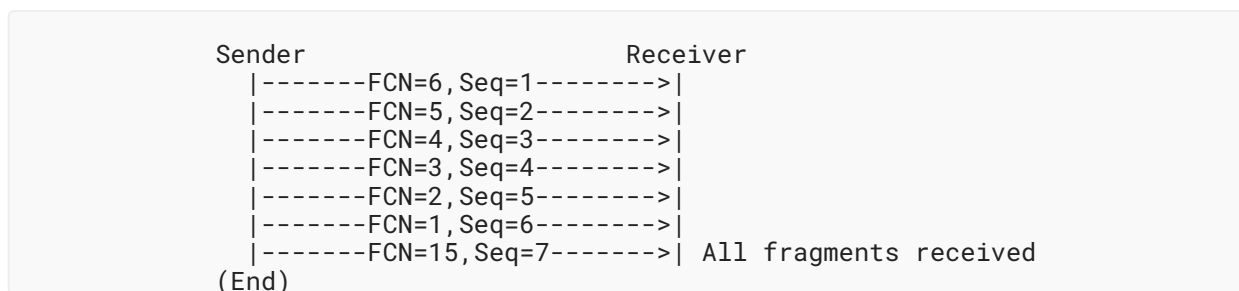 Sender                    Receiver
|-------FCN=6,Seq=1-------->|
|-------FCN=5,Seq=2-------->|
|-------FCN=4,Seq=3-------->|
|-------FCN=3,Seq=4-------->|
|-------FCN=2,Seq=5-------->|
|-------FCN=1,Seq=6-------->|
|-------FCN=15,Seq=7------->| All fragments received
(End)